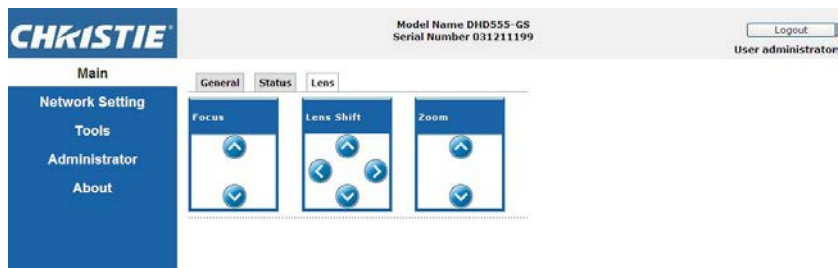 CHRISTIE
Model Name DHD555-GS
Serial Number 031211199
Logout
User administrator
Main
Network Setting
Tools
Administrator
About
General Status Lens
Focus Lens Shift Zoom